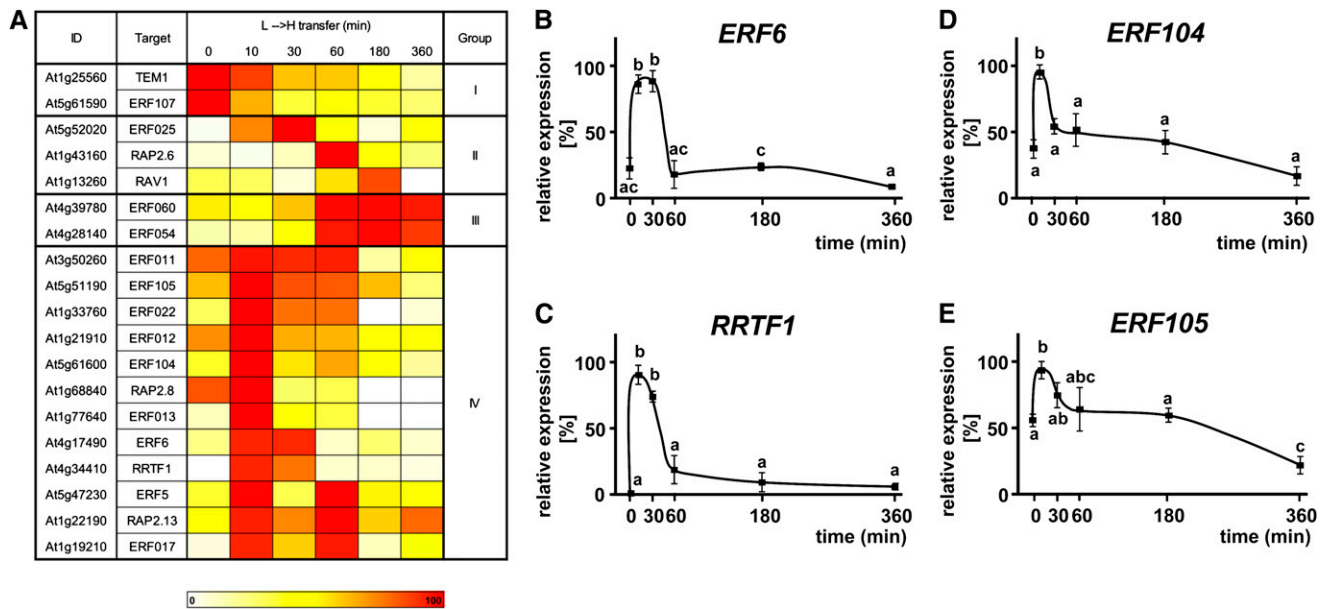 A
ID Target L -->H transfer (min) Group
0 10 30 60 180 360
At1g25560 TEM1
At5g61590 ERF107
I
At5g52020 ERF025
At1g43160 RAP2.6
At1g13260 RAV1
II
At4g39780 ERF060
At4g28140 ERF054
III
At3g50260 ERF011
At5g51190 ERF105
At1g33760 ERF022
At1g21910 ERF012
At5g61600 ERF104
At1g68840 RAP2.8
At1g77640 ERF013
At4g17490 ERF6
At4g34410 RRTF1
At5g47230 ERF5
At1g22190 RAP2.13
At1g19210 ERF017
IV
0 100
B ERF6
relative expression
[%]
100
50
0
b b
ac ac c a
0 30 60 180 360
time (min)
C RRTF1
relative expression
[%]
100
50
0
b b
a a a a
0 30 60 180 360
time (min)
D ERF104
relative expression
[%]
100
50
0
b
a a a a a
0 30 60 180 360
time (min)
E ERF105
relative expression
[%]
100
50
0
b abc
a ab a c
0 30 60 180 360
time (min)